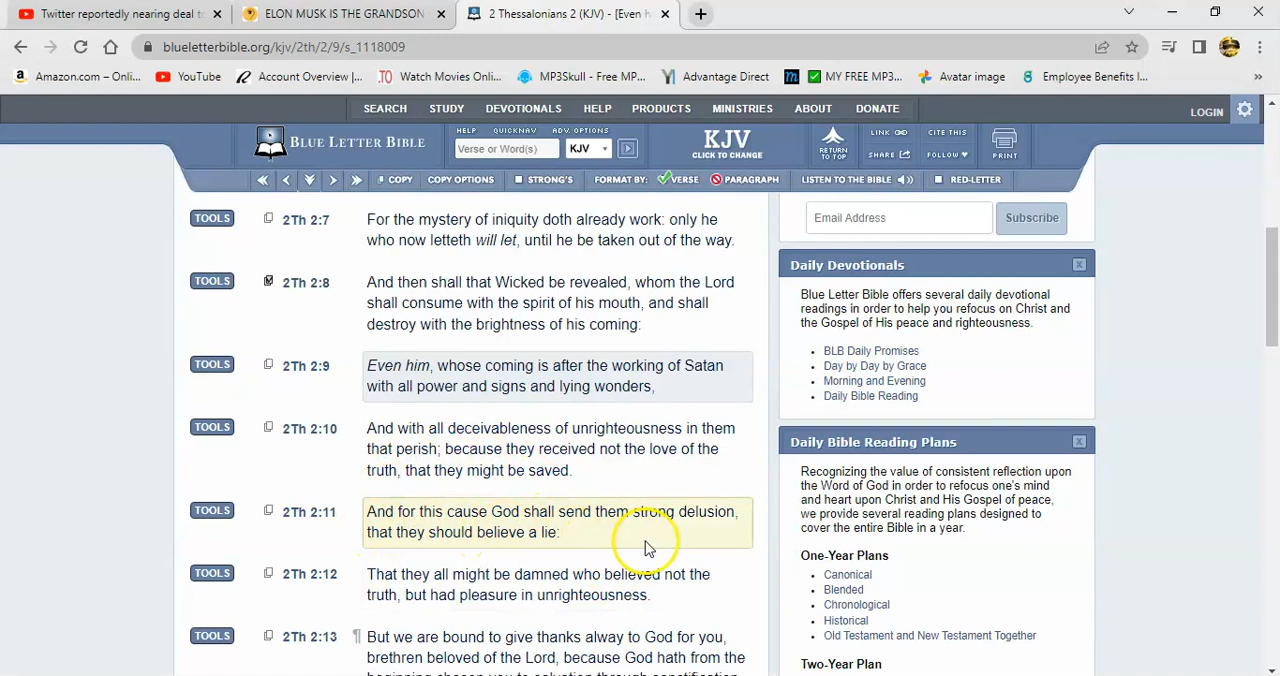 Twitter reportedly nearing deal to
ELON MUSK IS THE GRANDSON
2 Thessalonians 2 (KJV) - [Even h
blueletterbible.org/kjv/2th/2/9/s_1118009
Amazon.com – Onli...
YouTube
Account Overview |...
Watch Movies Onli...
MP3Skull - Free MP...
Advantage Direct
MY FREE MP3...
Avatar image
Employee Benefits I...
SEARCH STUDY DEVOTIONALS HELP PRODUCTS MINISTRIES ABOUT DONATE
LOGIN
HELP QUICKNAV ADV. OPTIONS
BLUE LETTER BIBLE
Verse or Word(s)
KJV
KJV
CLICK TO CHANGE
RETURN
TO TOP
LINK
CITE THIS
SHARE
FOLLOW
PRINT
COPY
COPY OPTIONS
STRONG'S
FORMAT BY:
VERSE
PARAGRAPH
LISTEN TO THE BIBLE
RED-LETTER
TOOLS 2Th 2:7 For the mystery of iniquity doth already work: only he
who now letteth will let, until he be taken out of the way.
TOOLS 2Th 2:8 And then shall that Wicked be revealed, whom the Lord
shall consume with the spirit of his mouth, and shall
destroy with the brightness of his coming:
TOOLS 2Th 2:9 Even him, whose coming is after the working of Satan
with all power and signs and lying wonders,
TOOLS 2Th 2:10 And with all deceivableness of unrighteousness in them
that perish; because they received not the love of the
truth, that they might be saved.
TOOLS 2Th 2:11 And for this cause God shall send them strong delusion,
that they should believe a lie:
TOOLS 2Th 2:12 That they all might be damned who believed not the
truth, but had pleasure in unrighteousness.
TOOLS 2Th 2:13 ¶ But we are bound to give thanks alway to God for you,
brethren beloved of the Lord, because God hath from the
beginning chosen you to salvation through sanctification
Email Address
Subscribe
Daily Devotionals
Blue Letter Bible offers several daily devotional
readings in order to help you refocus on Christ and
the Gospel of His peace and righteousness.
BLB Daily Promises
Day by Day by Grace
Morning and Evening
Daily Bible Reading
Daily Bible Reading Plans
Recognizing the value of consistent reflection upon
the Word of God in order to refocus one's mind
and heart upon Christ and His Gospel of peace,
we provide several reading plans designed to
cover the entire Bible in a year.
One-Year Plans
Canonical
Blended
Chronological
Historical
Old Testament and New Testament Together
Two-Year Plan